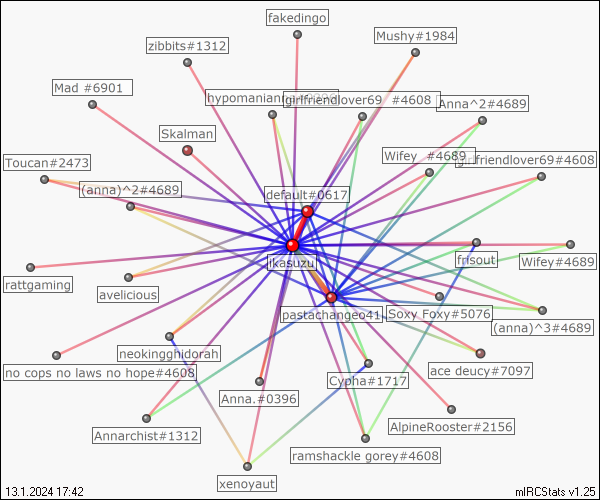 fakedingo
Mushy#1984
zibbits#1312
Mad #6901
girlfriendlover69 #4608
Anna^2#4689
Skalman
Wifey #4689
Toucan#2473
girlfriendlover69#4608
(anna)^2#4689
default#0617
Ikasuzu
frisout
Wifey#4689
rattgaming
avelicious
pastachangeo41
Soxy Foxy#5076
(anna)^3#4689
neokingghidorah
no cops no laws no hope#4608
Cypha#1717
ace deucy#7097
Anna.#0396
AlpineRooster#2156
Annarchist#1312
ramshackle gorey#4608
xenoyaut
13.1.2024 17:42
mIRCStats v1.25